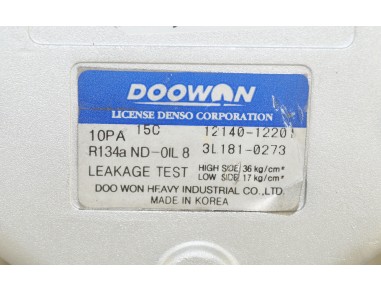 DOOWON
LICENSE DENSO CORPORATION
10PA 15C 12140-12201
R134a ND-OIL 8 3L181-0273
LEAKAGE TEST HIGH SIDE 36 kg/cm²
LOW SIDE 17 kg/cm²
DOO WON HEAVY INDUSTRIAL CO.,LTD.
MADE IN KOREA